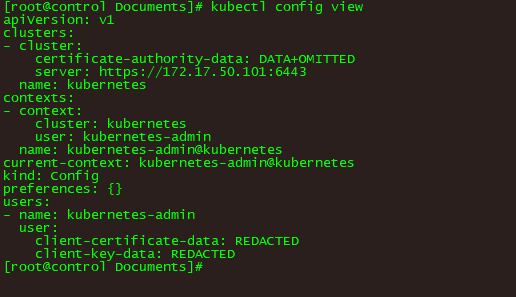 [root@control Documents]# kubectl config view
apiVersion: v1
clusters:
- cluster:
    certificate-authority-data: DATA+OMITTED
    server: https://172.17.50.101:6443
  name: kubernetes
contexts:
- context:
    cluster: kubernetes
    user: kubernetes-admin
  name: kubernetes-admin@kubernetes
current-context: kubernetes-admin@kubernetes
kind: Config
preferences: {}
users:
- name: kubernetes-admin
  user:
    client-certificate-data: REDACTED
    client-key-data: REDACTED
[root@control Documents]#